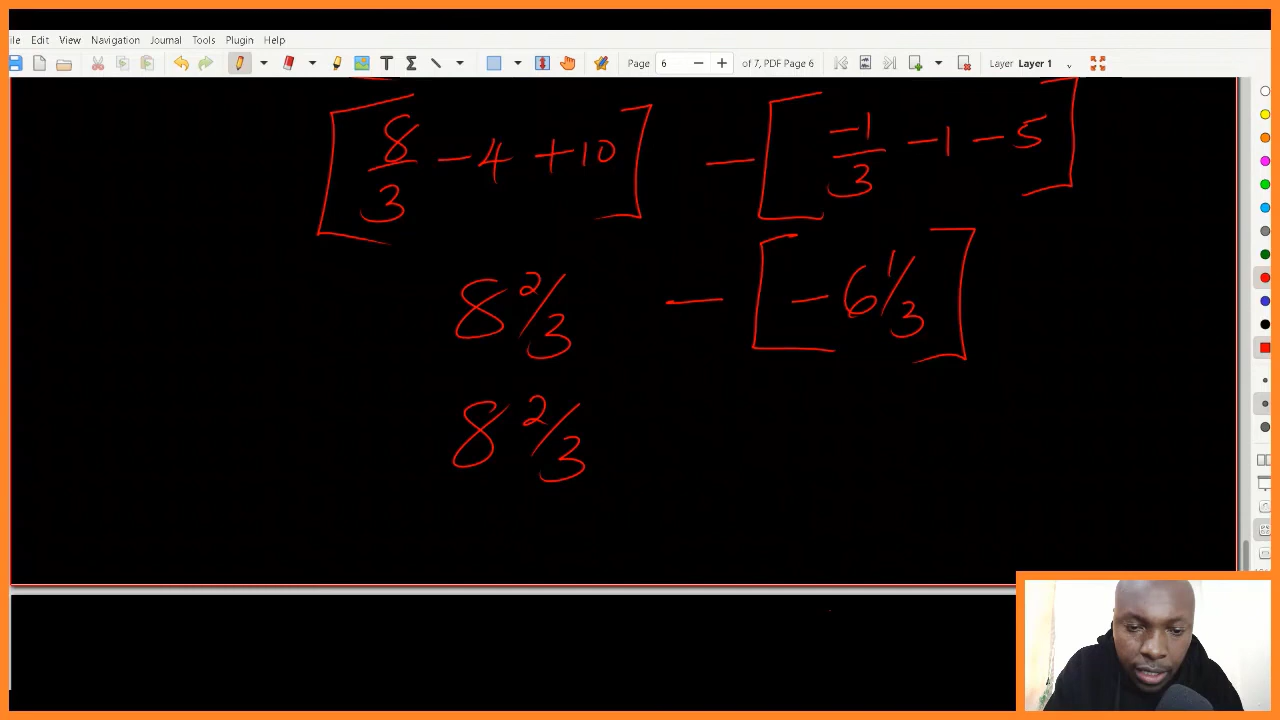 ile Edit View Navigation Journal Tools Plugin Help
Page 6 of 7, PDF Page 6 Layer Layer 1
[8/3 - 4 + 10] - [-1/3 - 1 - 5]
8 2/3 - [- 6 1/3]
8 2/3